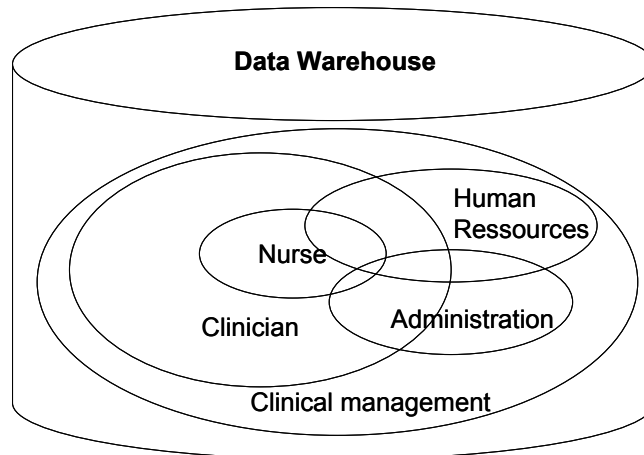 Data Warehouse
Human
Ressources
Nurse
Administration
Clinician
Clinical management